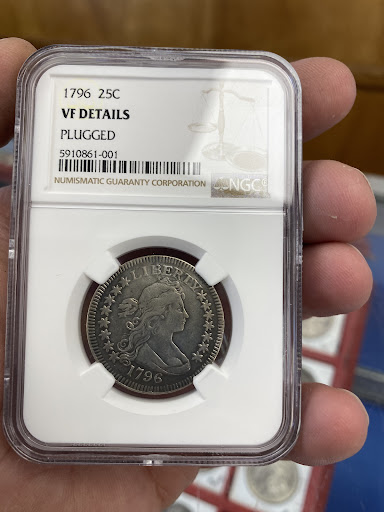 1796 25C
VF DETAILS
PLUGGED
5910861-001
NUMISMATIC GUARANTY CORPORATION
NGC
LIBERTY
1796